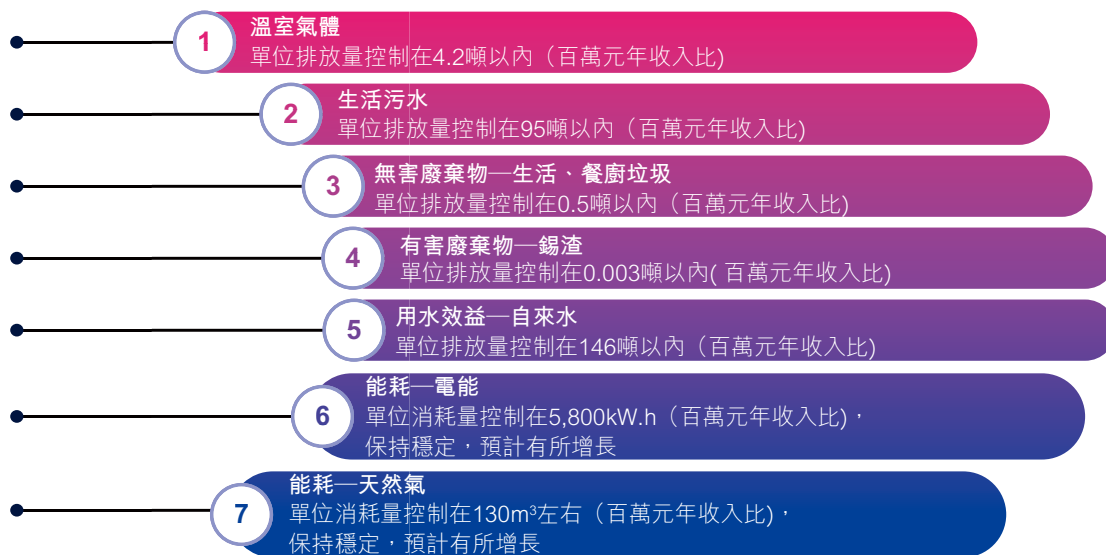 1
溫室氣體
單位排放量控制在4.2噸以內（百萬元年收入比)
2
生活污水
單位排放量控制在95噸以內（百萬元年收入比)
3
無害廢棄物—生活、餐廚垃圾
單位排放量控制在0.5噸以內（百萬元年收入比)
4
有害廢棄物—錫渣
單位排放量控制在0.003噸以內( 百萬元年收入比)
5
用水效益—自來水
單位排放量控制在146噸以內（百萬元年收入比)
6
能耗—電能
單位消耗量控制在5,800kW.h（百萬元年收入比)，
保持穩定，預計有所增長
7
能耗—天然氣
單位消耗量控制在130m³左右（百萬元年收入比)，
保持穩定，預計有所增長